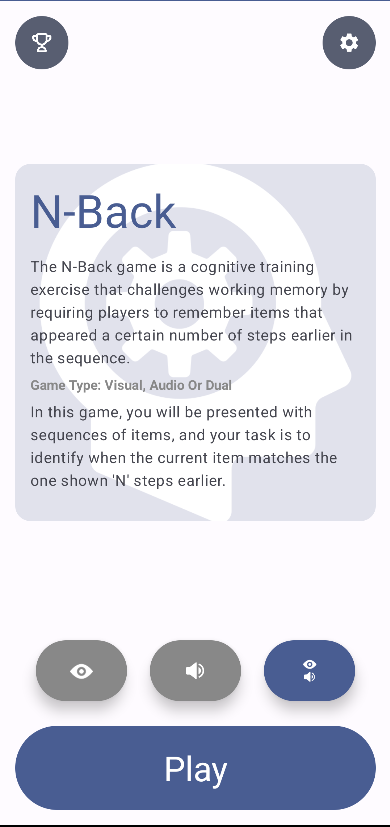 N-Back
The N-Back game is a cognitive training
exercise that challenges working memory by
requiring players to remember items that
appeared a certain number of steps earlier in
the sequence.
Game Type: Visual, Audio Or Dual
In this game, you will be presented with
sequences of items, and your task is to
identify when the current item matches the
one shown 'N' steps earlier.
Play